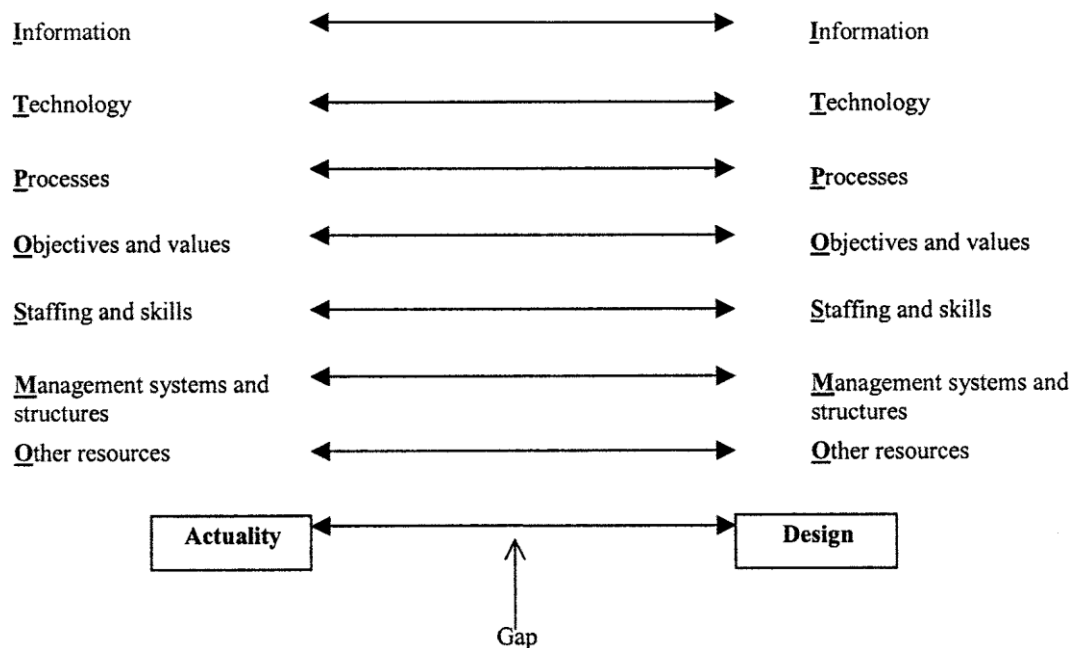 Information Information
Technology Technology
Processes Processes
Objectives and values Objectives and values
Staffing and skills Staffing and skills
Management systems and Management systems and
structures structures
Other resources Other resources
Actuality Design
Gap